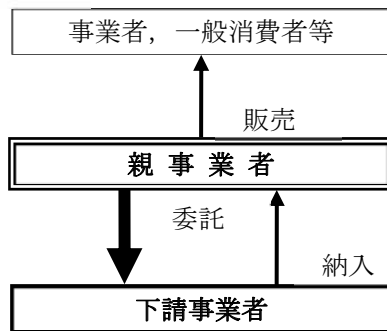 事業者，一般消費者等
販売
親 事 業 者
委託
納入
下請事業者